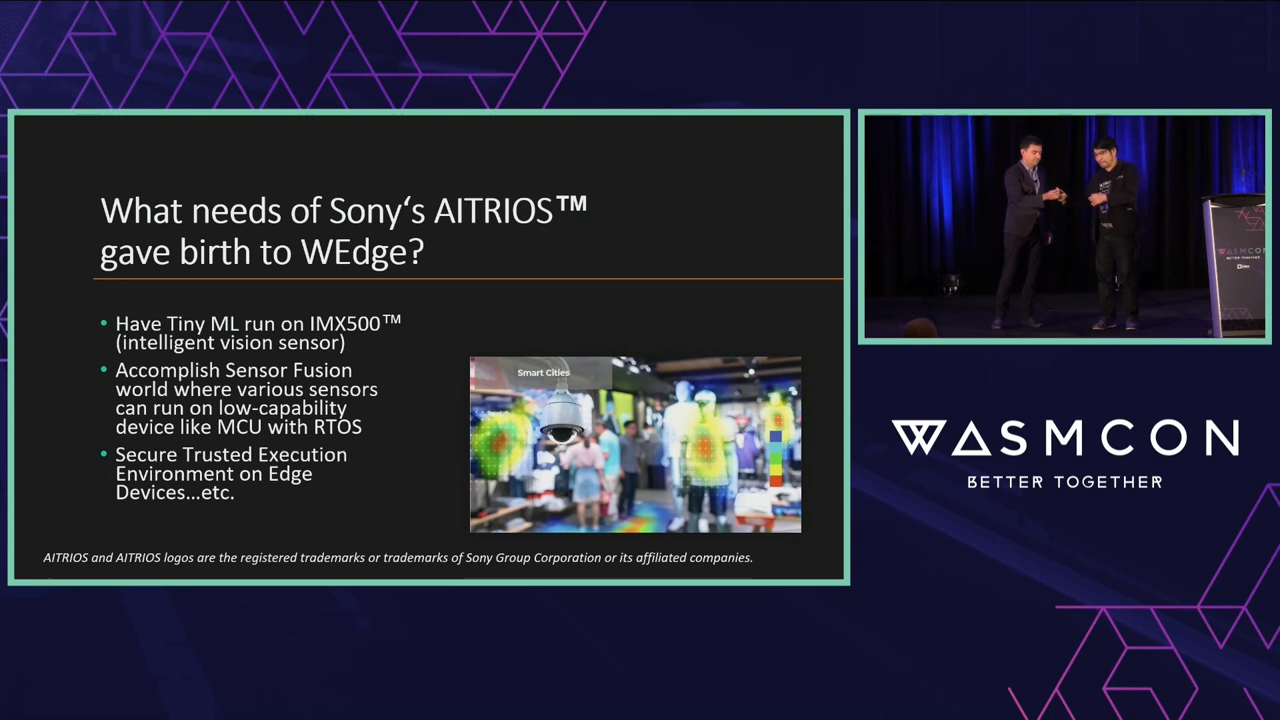 What needs of Sony‘s AITRIOS™
gave birth to WEdge?
• Have Tiny ML run on IMX500™
(intelligent vision sensor)
• Accomplish Sensor Fusion
world where various sensors
can run on low-capability
device like MCU with RTOS
• Secure Trusted Execution
Environment on Edge
Devices...etc.
Smart Cities
AITRIOS and AITRIOS logos are the registered trademarks or trademarks of Sony Group Corporation or its affiliated companies.
WASMCON
BETTER TOGETHER
WASMCON
BETTER TOGETHER